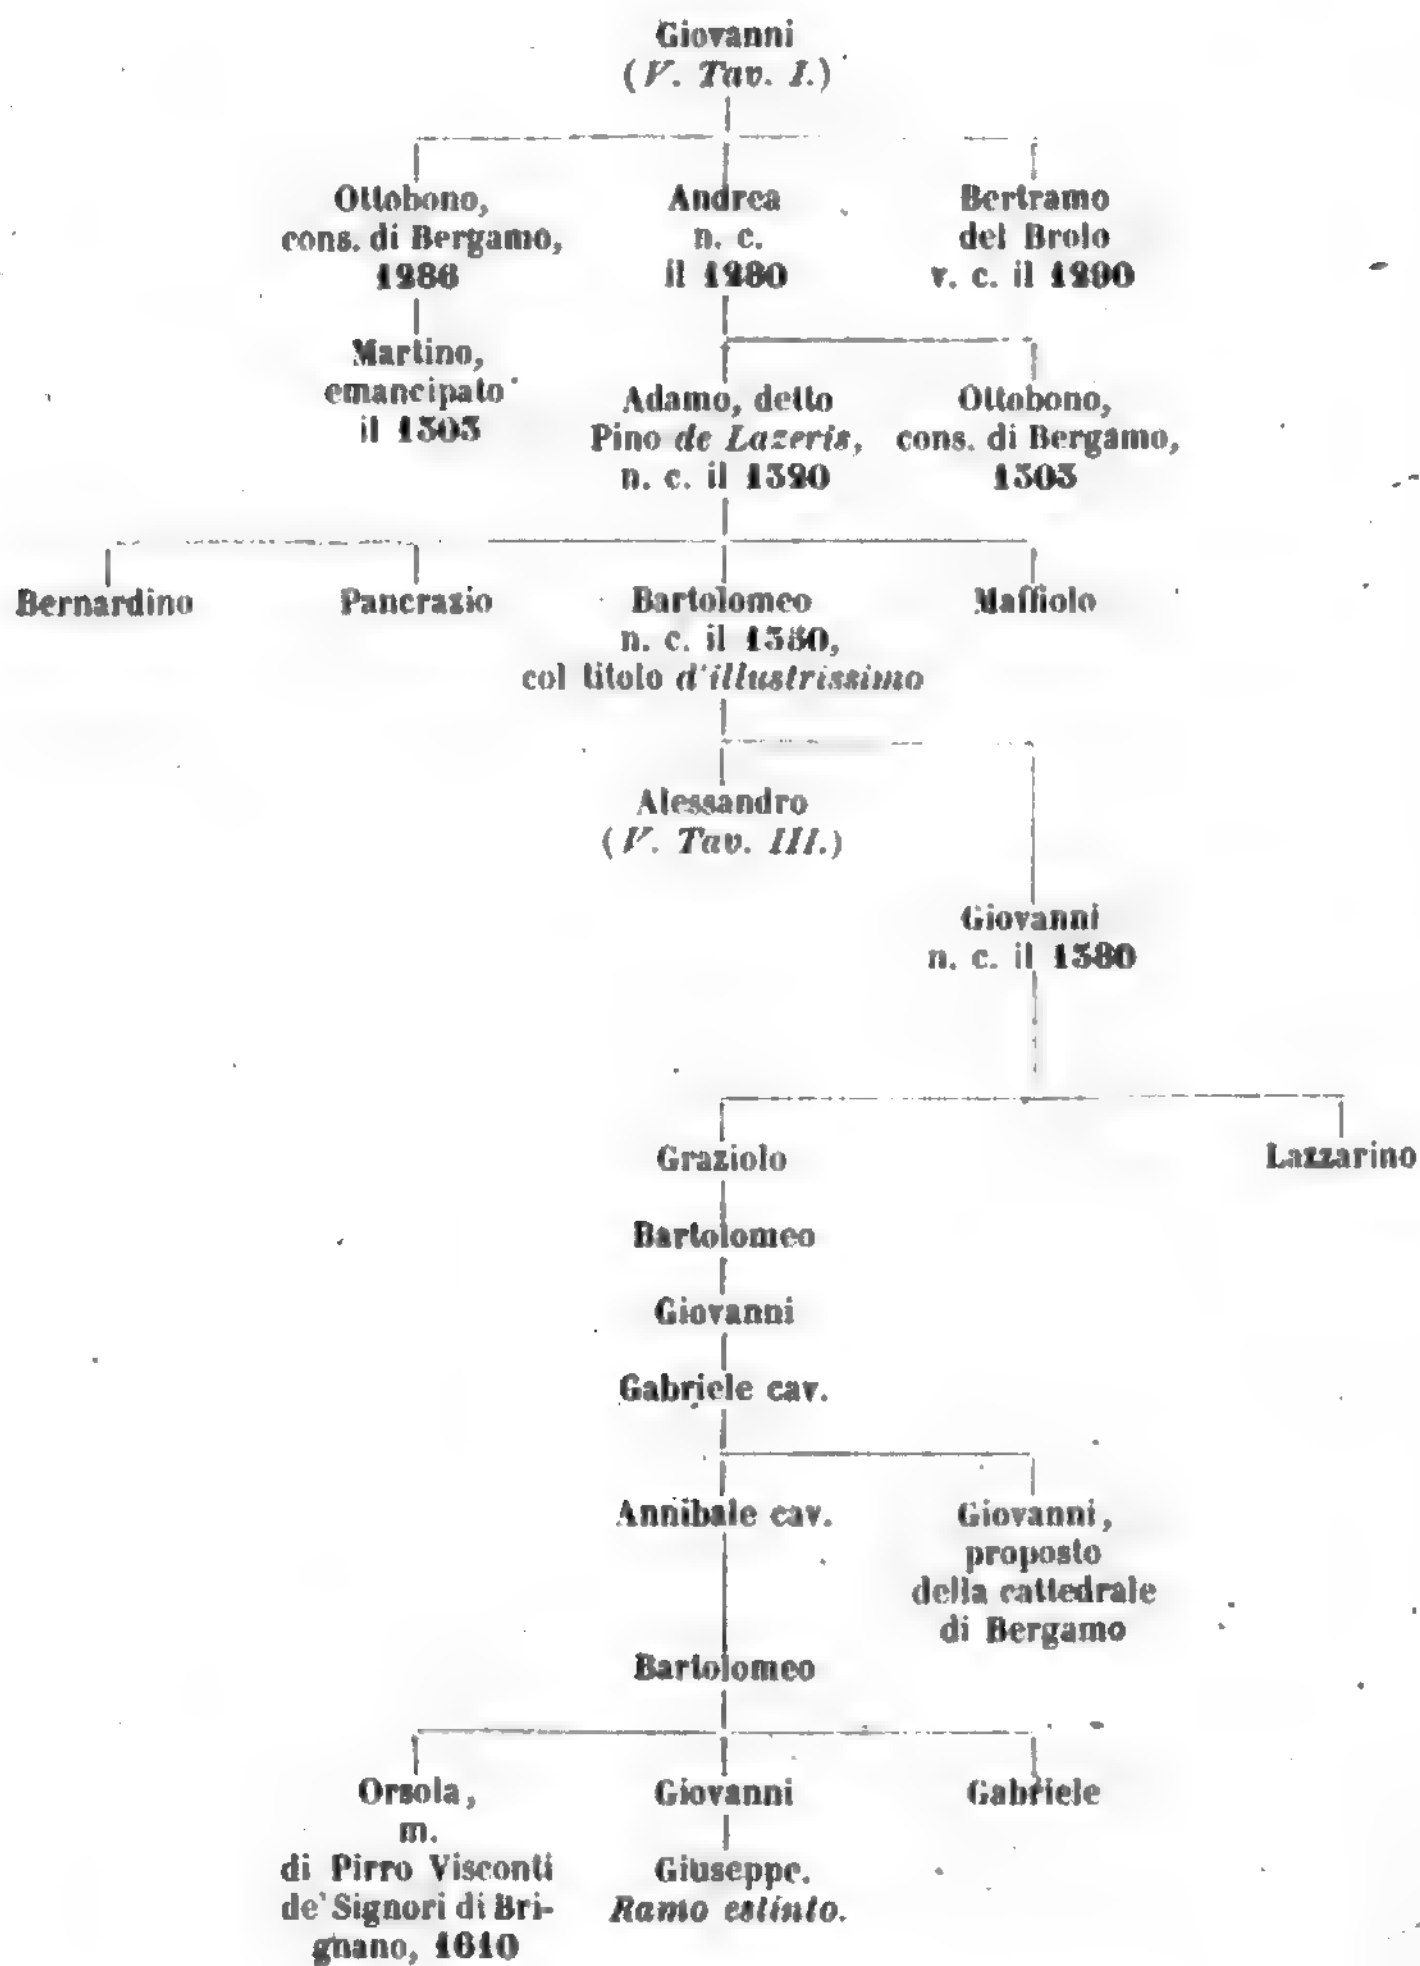 Giovanni
(V. Tav. I.)
Ottobono,
cons. di Bergamo,
1286
Andrea
n. c.
il 1280
Bertramo
del Brolo
v. c. il 1290
Martino,
emancipato
il 1303
Adamo, detto
Pino de Lazeris,
n. c. il 1320
Ottobono,
cons. di Bergamo,
1303
Bernardino
Pancrazio
Bartolomeo
n. c. il 1350,
col titolo d'illustrissimo
Maffiolo
Alessandro
(V. Tav. III.)
Giovanni
n. c. il 1380
Graziolo
Lazzarino
Bartolomeo
Giovanni
Gabriele cav.
Annibale cav.
Giovanni,
proposto
della cattedrale
di Bergamo
Bartolomeo
Orsola,
m.
di Pirro Visconti
de' Signori di Bri-
gnano, 1610
Giovanni
Gabriele
Giuseppe.
Ramo estinto.